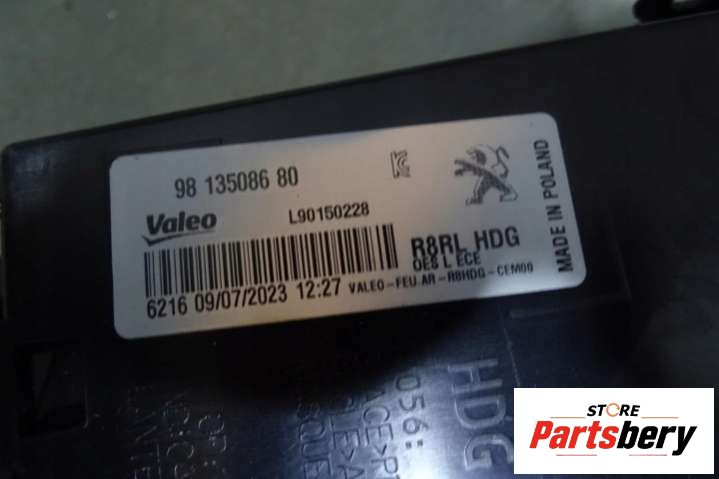 98 135086 80
Valeo
L90150228
R8RL HDG
OES L ECE
6216 09/07/2023 12:27
VALEO-FEU AR-R8HDG-CEM00
MADE IN POLAND
HDG
STORE
Partsbery